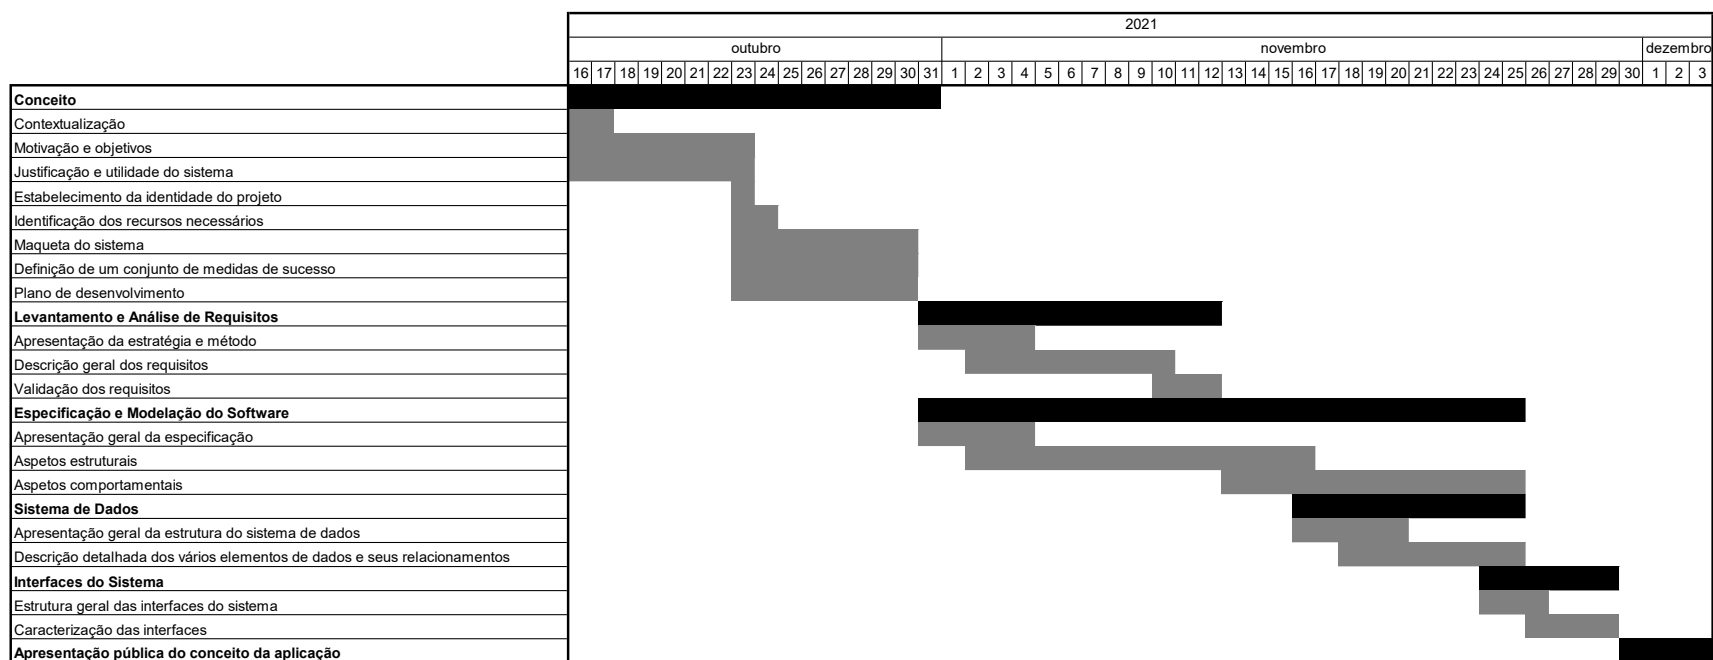 2021
outubro novembro dezembro
16 17 18 19 20 21 22 23 24 25 26 27 28 29 30 31 1 2 3 4 5 6 7 8 9 10 11 12 13 14 15 16 17 18 19 20 21 22 23 24 25 26 27 28 29 30 1 2 3
Conceito
Contextualização
Motivação e objetivos
Justificação e utilidade do sistema
Estabelecimento da identidade do projeto
Identificação dos recursos necessários
Maqueta do sistema
Definição de um conjunto de medidas de sucesso
Plano de desenvolvimento
Levantamento e Análise de Requisitos
Apresentação da estratégia e método
Descrição geral dos requisitos
Validação dos requisitos
Especificação e Modelação do Software
Apresentação geral da especificação
Aspetos estruturais
Aspetos comportamentais
Sistema de Dados
Apresentação geral da estrutura do sistema de dados
Descrição detalhada dos vários elementos de dados e seus relacionamentos
Interfaces do Sistema
Estrutura geral das interfaces do sistema
Caracterização das interfaces
Apresentação pública do conceito da aplicação